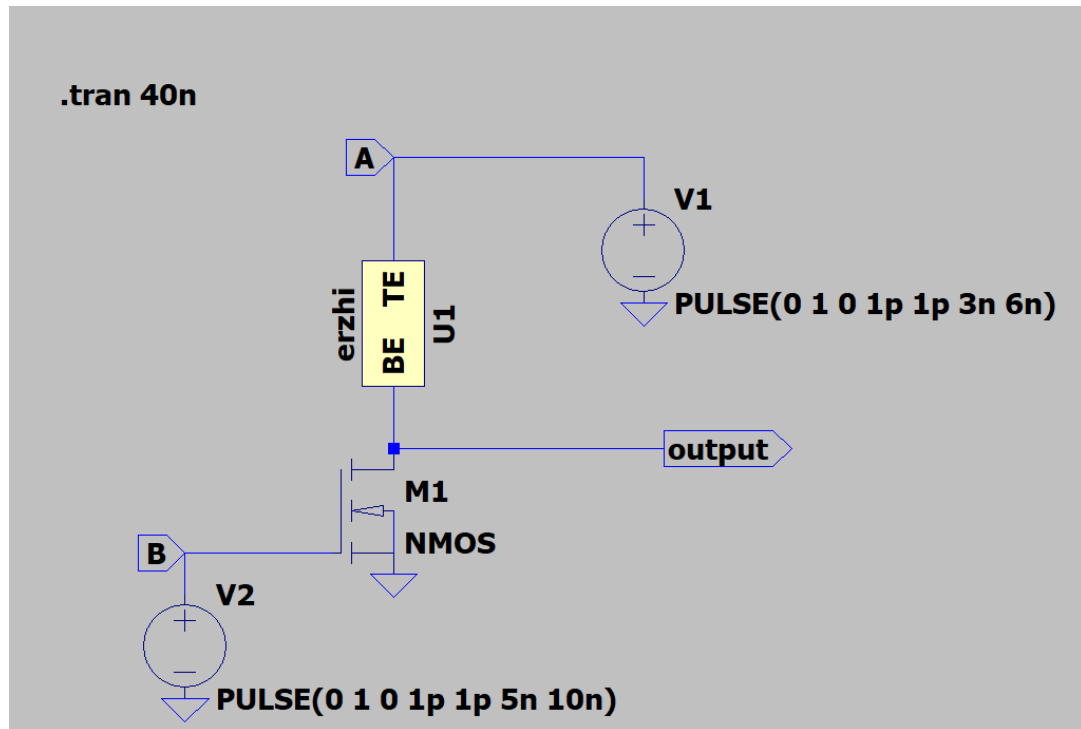 .tran 40n
A
V1
PULSE(0 1 0 1p 1p 3n 6n)
erzhi
BE TE
U1
output
M1
NMOS
B
V2
PULSE(0 1 0 1p 1p 5n 10n)